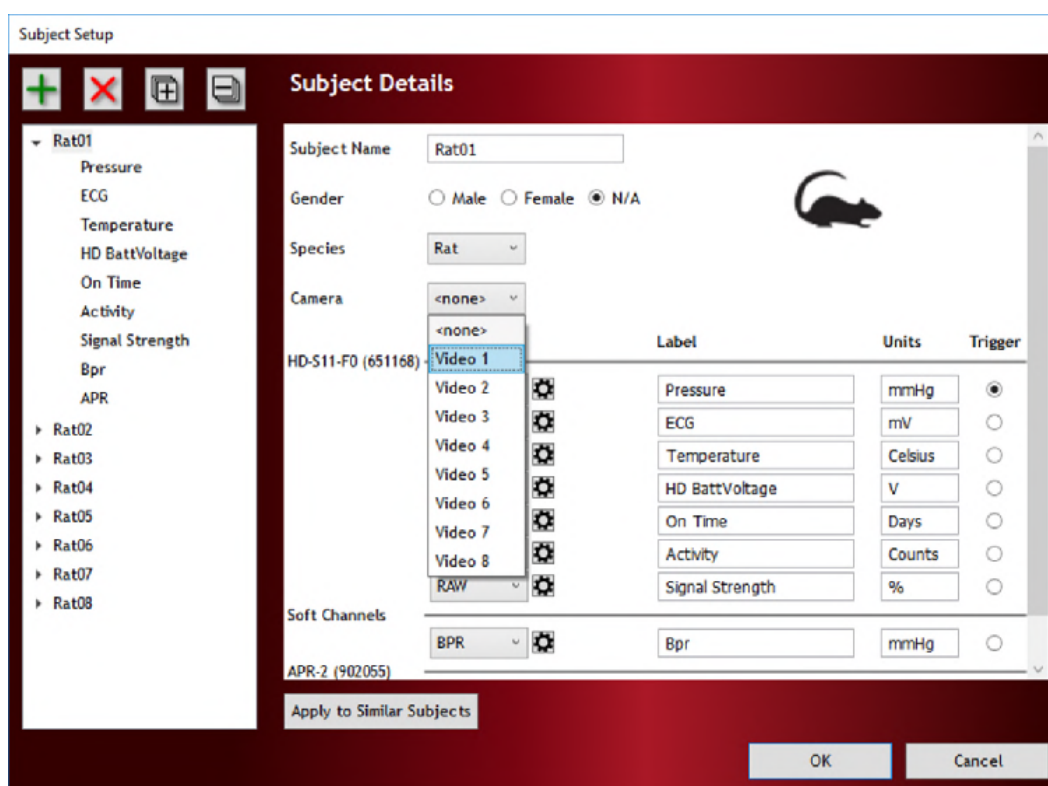 Subject Setup
Subject Details
Rat01
Pressure
ECG
Temperature
HD BattVoltage
On Time
Activity
Signal Strength
Bpr
APR
Rat02
Rat03
Rat04
Rat05
Rat06
Rat07
Rat08
Subject Name Rat01
Gender Male Female N/A
Species Rat
Camera <none>
<none>
Video 1
Video 2
Video 3
Video 4
Video 5
Video 6
Video 7
Video 8
Label Units Trigger
HD-S11-F0 (651168)
Pressure mmHg
ECG mV
Temperature Celsius
HD BattVoltage V
On Time Days
Activity Counts
RAW Signal Strength %
Soft Channels
BPR Bpr mmHg
APR-2 (902055)
Apply to Similar Subjects
OK Cancel